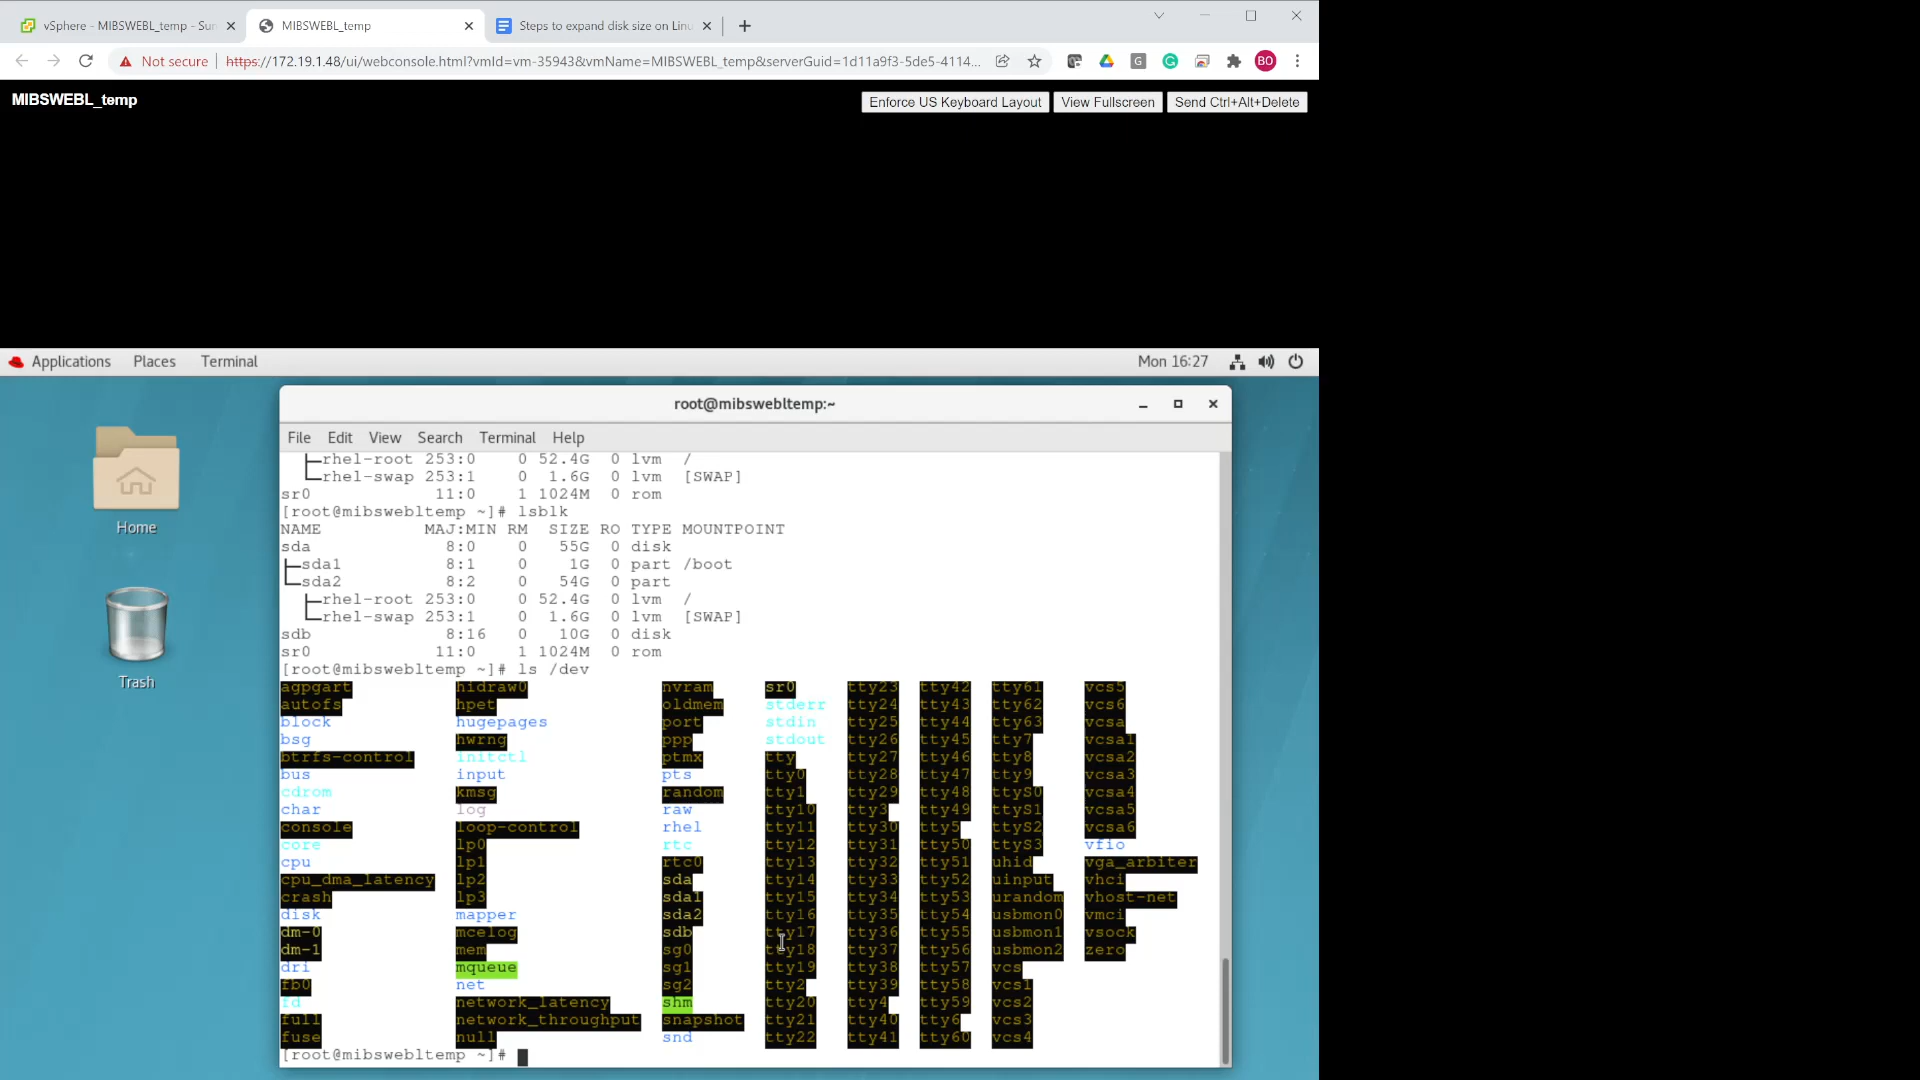 vSphere - MIBSWEBL_temp - Sur
MIBSWEBL_temp
Steps to expand disk size on Linu
Not secure
https://172.19.1.48/ui/webconsole.html?vmId=vm-35943&vmName=MIBSWEBL_temp&serverGuid=1d11a9f3-5de5-4114...
G
BO
MIBSWEBL_temp
Enforce US Keyboard Layout
View Fullscreen
Send Ctrl+Alt+Delete
Applications Places Terminal
Mon 16:27
Home
Trash
root@mibswebltemp:~
File Edit View Search Terminal Help
rhel-root 253:0 0 52.4G 0 lvm /
rhel-swap 253:1 0 1.6G 0 lvm [SWAP]
sr0 11:0 1 1024M 0 rom
[root@mibswebltemp ~]# lsblk
NAME MAJ:MIN RM SIZE RO TYPE MOUNTPOINT
sda 8:0 0 55G 0 disk
├─sda1 8:1 0 1G 0 part /boot
└─sda2 8:2 0 54G 0 part
├─rhel-root 253:0 0 52.4G 0 lvm /
└─rhel-swap 253:1 0 1.6G 0 lvm [SWAP]
sdb 8:16 0 10G 0 disk
sr0 11:0 1 1024M 0 rom
[root@mibswebltemp ~]# ls /dev
agpgart hidraw0 nvram sr0 tty23 tty42 tty61 vcs5
autofs hpet oldmem stderr tty24 tty43 tty62 vcs6
block hugepages port stdin tty25 tty44 tty63 vcsa
bsg hwrng ppp stdout tty26 tty45 tty7 vcsa1
btrfs-control initctl ptmx tty tty27 tty46 tty8 vcsa2
bus input pts tty0 tty28 tty47 tty9 vcsa3
cdrom kmsg random tty1 tty29 tty48 ttyS0 vcsa4
char log raw tty10 tty3 tty49 ttyS1 vcsa5
console loop-control rhel tty11 tty30 tty5 ttyS2 vcsa6
core lp0 rtc tty12 tty31 tty50 ttyS3 vfio
cpu lp1 rtc0 tty13 tty32 tty51 uhid vga_arbiter
cpu_dma_latency lp2 sda tty14 tty33 tty52 uinput vhci
crash lp3 sda1 tty15 tty34 tty53 urandom vhost-net
disk mapper sda2 tty16 tty35 tty54 usbmon0 vmci
dm-0 mcelog sdb tty17 tty36 tty55 usbmon1 vsock
dm-1 mem sg0 tty18 tty37 tty56 usbmon2 zero
dri mqueue sg1 tty19 tty38 tty57 vcs
fb0 net sg2 tty2 tty39 tty58 vcs1
fd network_latency shm tty20 tty4 tty59 vcs2
full network_throughput snapshot tty21 tty40 tty6 vcs3
fuse null snd tty22 tty41 tty60 vcs4
[root@mibswebltemp ~]#